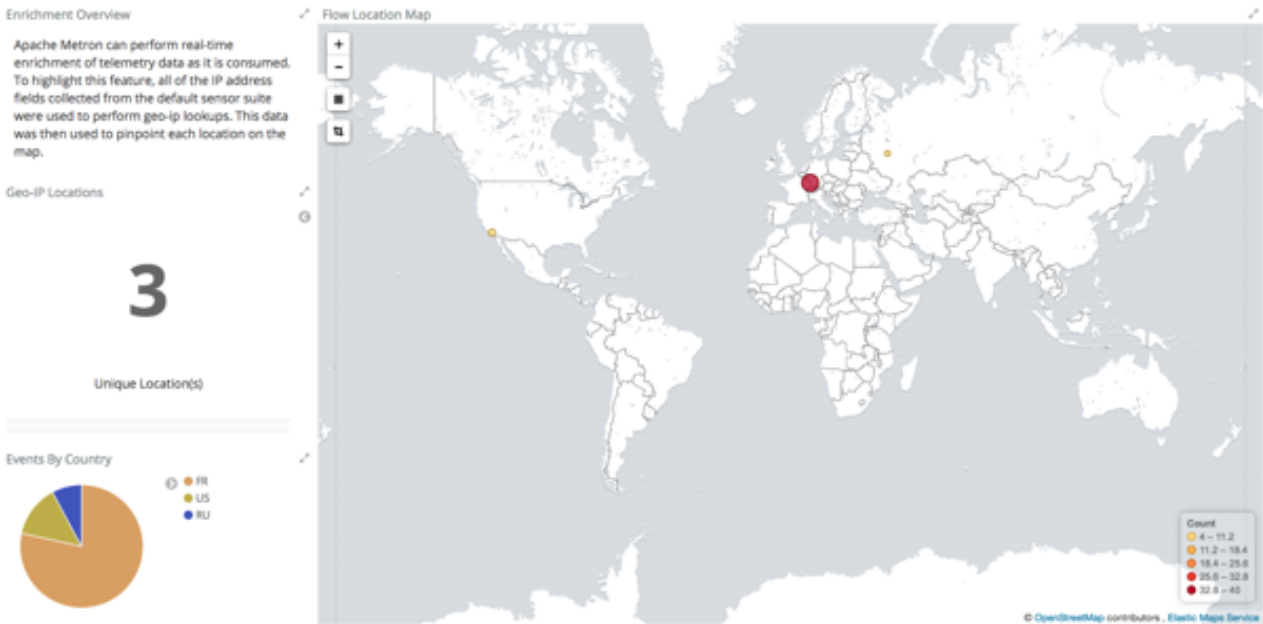 Enrichment Overview
Apache Metron can perform real-time
enrichment of telemetry data as it is consumed.
To highlight this feature, all of the IP address
fields collected from the default sensor suite
were used to perform geo-ip lookups. This data
was then used to pinpoint each location on the
map.
Geo-IP Locations
3
Unique Location(s)
Events By Country
FR
US
RU
Flow Location Map
+
−
Count
4 – 11.2
11.2 – 18.4
18.4 – 25.6
25.6 – 32.8
32.8 – 40
© OpenStreetMap contributors , Elastic Maps Service